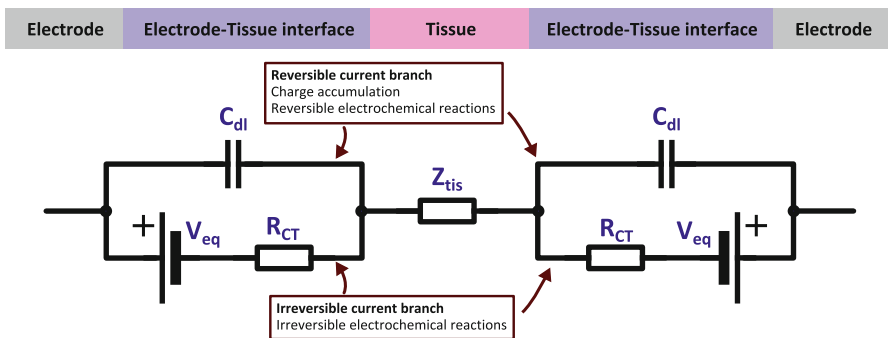 Electrode Electrode-Tissue interface Tissue Electrode-Tissue interface Electrode
Reversible current branch
Charge accumulation
Reversible electrochemical reactions
Cdl
Cdl
Ztis
+
Veq
RCT
RCT
Veq
+
Irreversible current branch
Irreversible electrochemical reactions